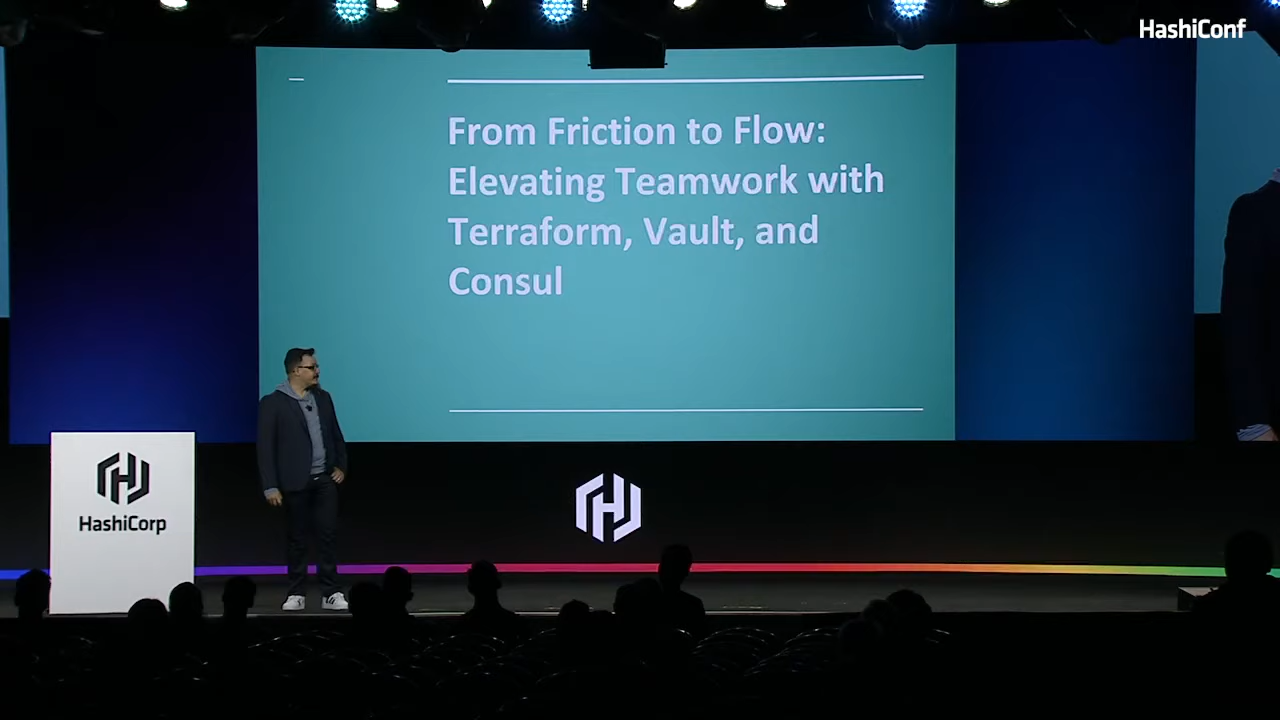 HashiConf
From Friction to Flow:
Elevating Teamwork with
Terraform, Vault, and
Consul
HashiCorp